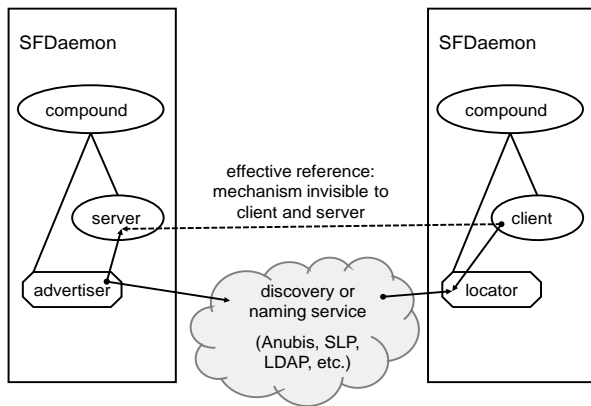 SFDaemon
SFDaemon
compound
compound
effective reference:
mechanism invisible to
client and server
server
client
advertiser
discovery or
naming service
(Anubis, SLP,
LDAP, etc.)
locator